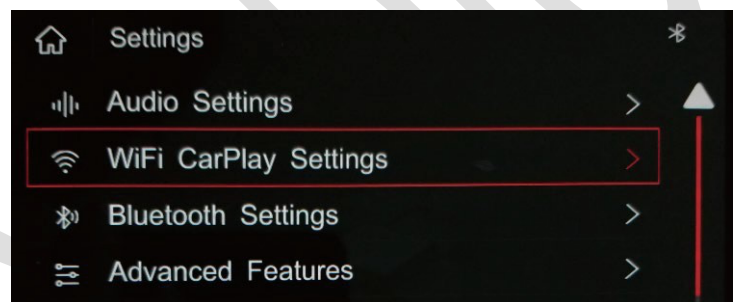 Settings
Audio Settings
WiFi CarPlay Settings
Bluetooth Settings
Advanced Features